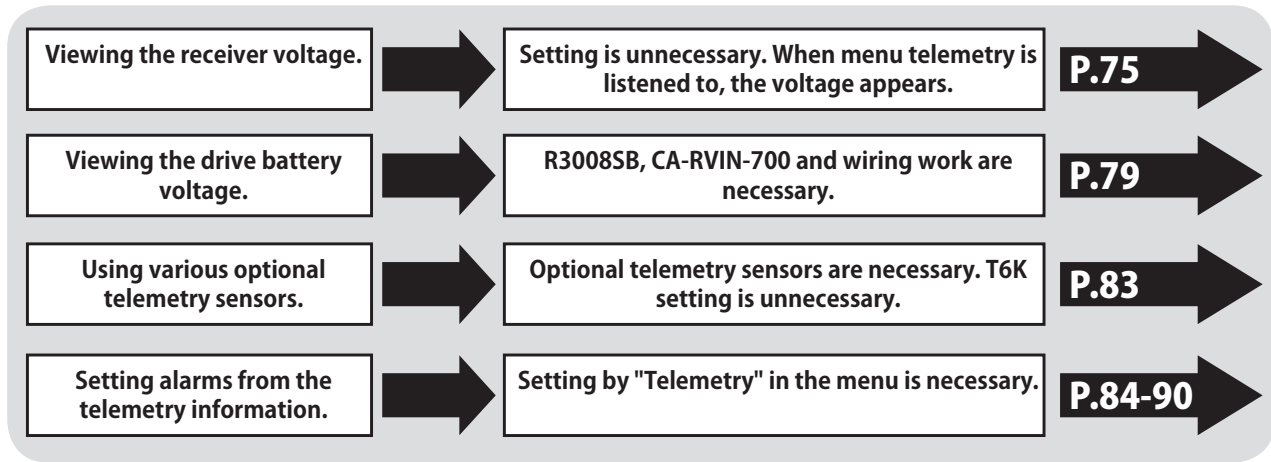 Viewing the receiver voltage.
Setting is unnecessary. When menu telemetry is
listened to, the voltage appears.
P.75
Viewing the drive battery
voltage.
R3008SB, CA-RVIN-700 and wiring work are
necessary.
P.79
Using various optional
telemetry sensors.
Optional telemetry sensors are necessary. T6K
setting is unnecessary.
P.83
Setting alarms from the
telemetry information.
Setting by "Telemetry" in the menu is necessary.
P.84-90